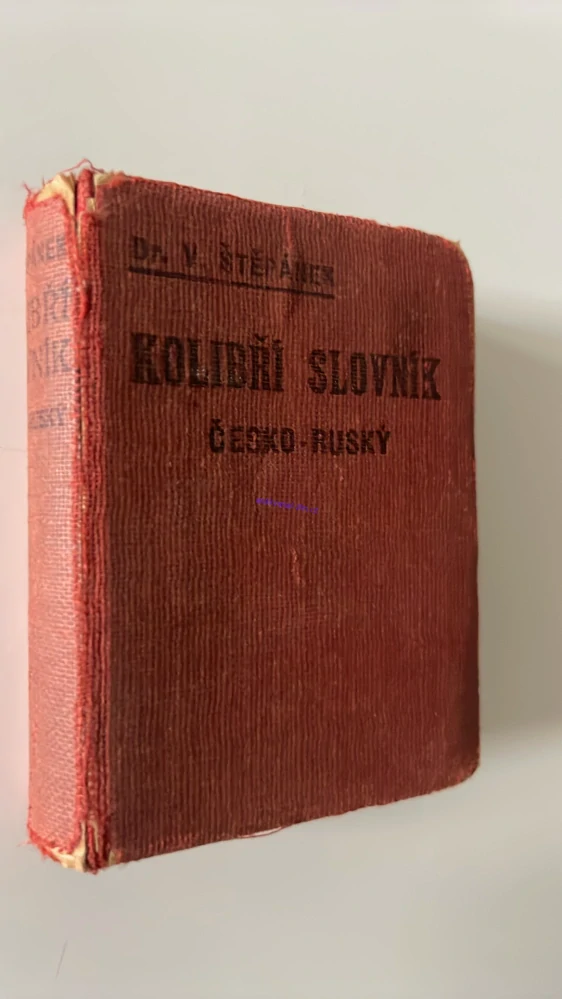 Dr. V. ŠTĚPÁNEK
KOLIBŘÍ SLOVNÍK
ČESKO-RUSKÝ